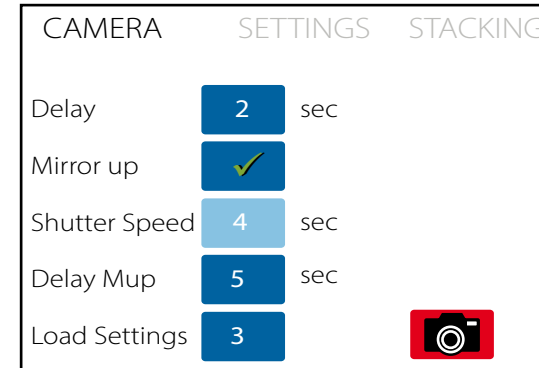 CAMERA SETTINGS STACKING
Delay 2 sec
Mirror up
Shutter Speed 4 sec
Delay Mup 5 sec
Load Settings 3